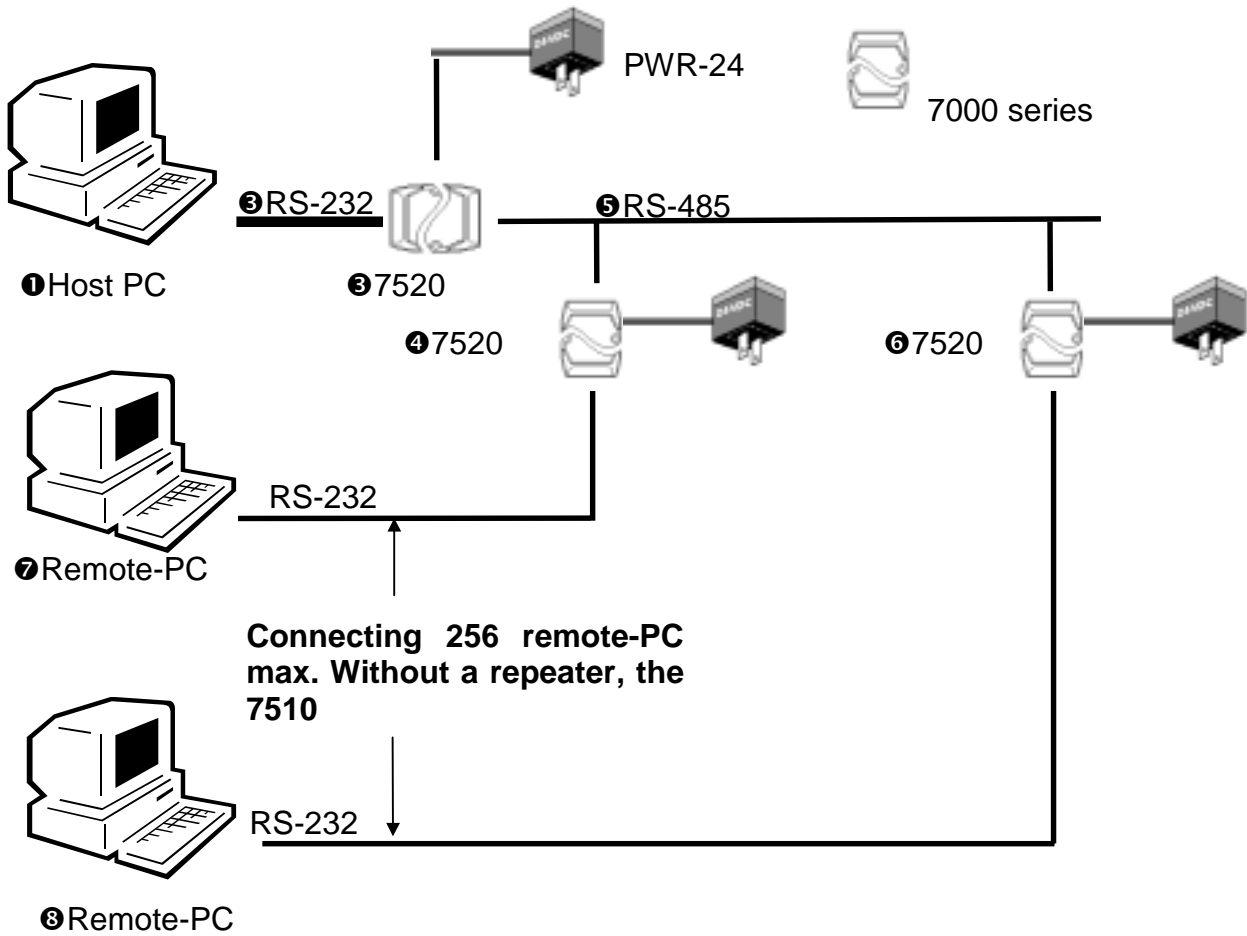 PWR-24
7000 series
❸RS-232
❺RS-485
❶Host PC
❸7520
❹7520
❻7520
RS-232
❼Remote-PC
Connecting 256 remote-PC
max. Without a repeater, the
7510
RS-232
❽Remote-PC